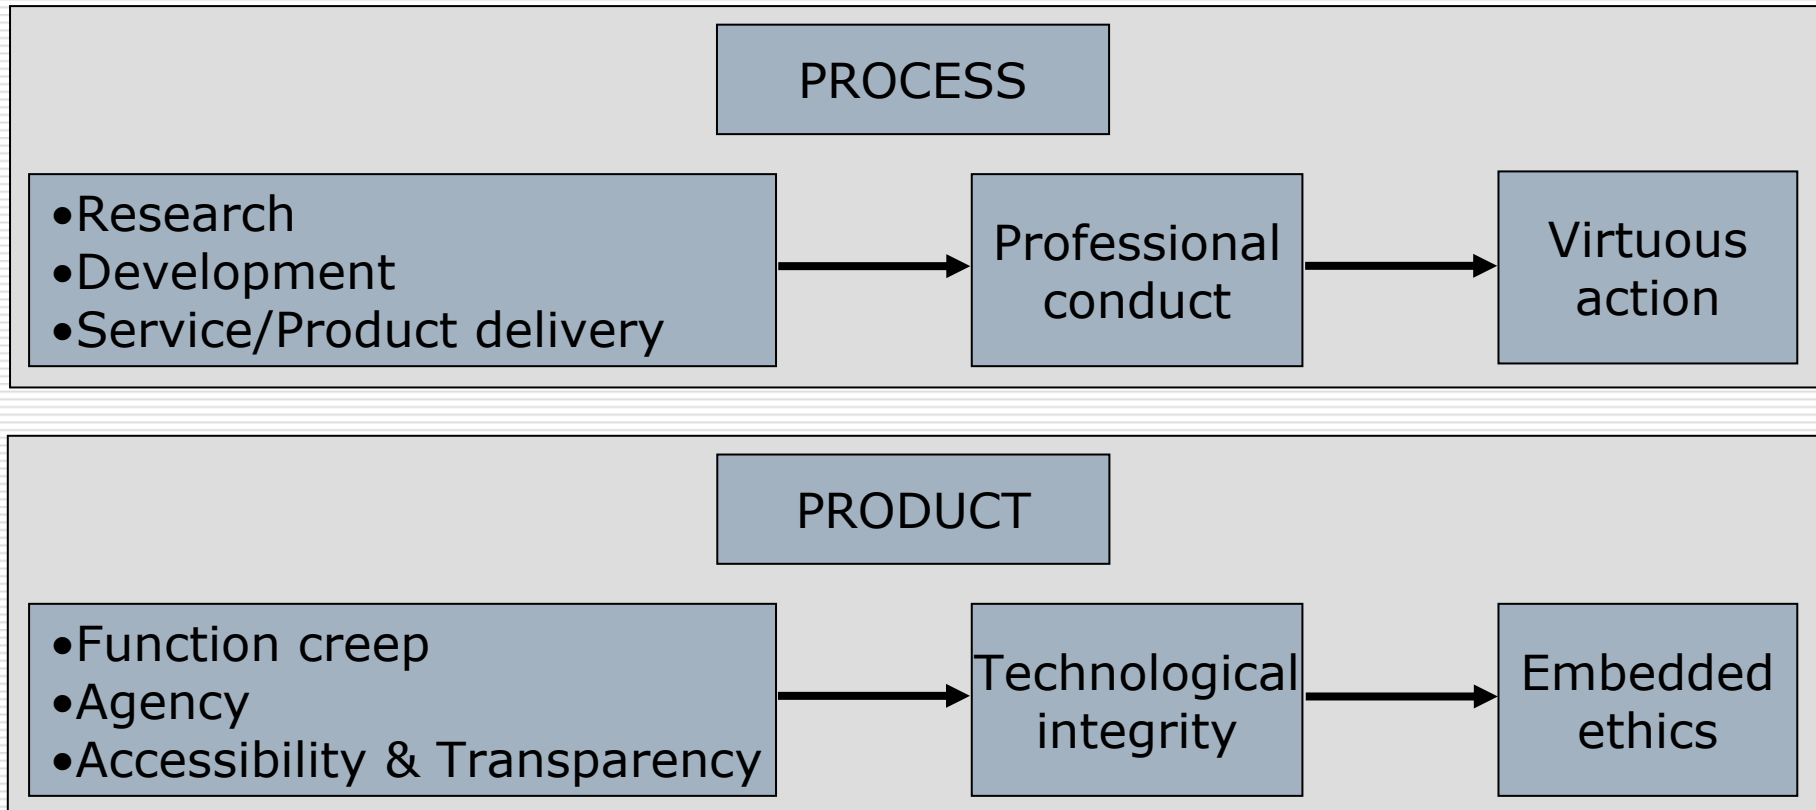 PROCESS
•Research
•Development
•Service/Product delivery
Professional
conduct
Virtuous
action
PRODUCT
•Function creep
•Agency
•Accessibility & Transparency
Technological
integrity
Embedded
ethics